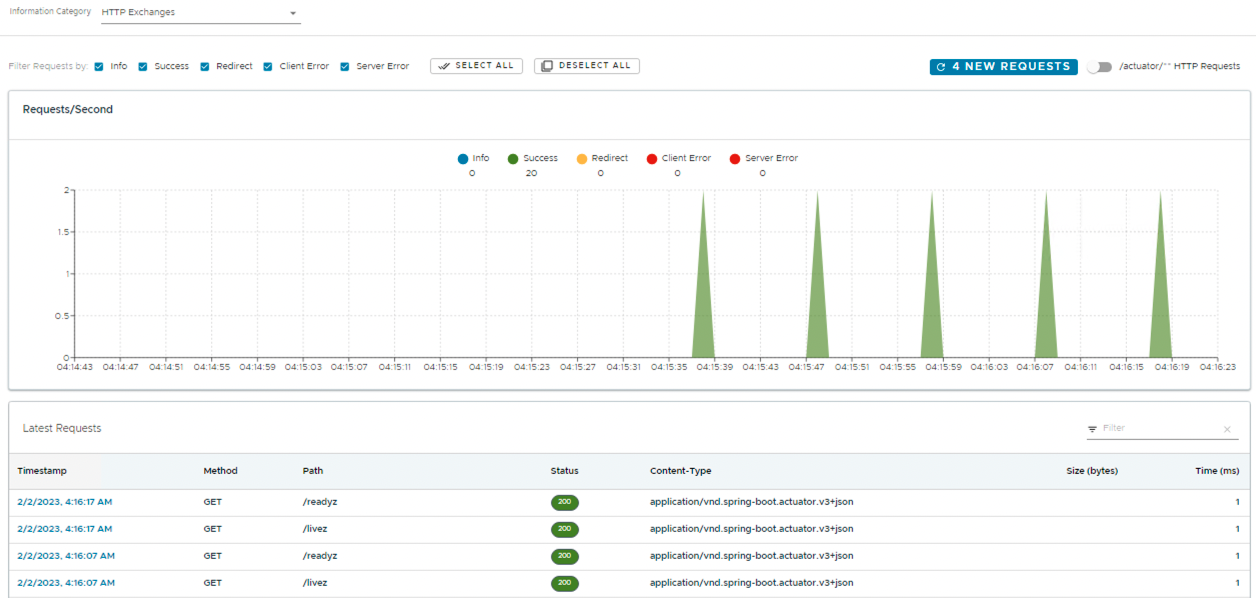 Information Category HTTP Exchanges
Filter Requests by: Info Success Redirect Client Error Server Error SELECT ALL DESELECT ALL 4 NEW REQUESTS /actuator/** HTTP Requests
Requests/Second
Info Success Redirect Client Error Server Error
0 20 0 0 0
2
1.5
1
0.5
0
04:14:43 04:14:47 04:14:51 04:14:55 04:14:59 04:15:03 04:15:07 04:15:11 04:15:15 04:15:19 04:15:23 04:15:27 04:15:31 04:15:35 04:15:39 04:15:43 04:15:47 04:15:51 04:15:55 04:15:59 04:16:03 04:16:07 04:16:11 04:16:15 04:16:19 04:16:23
Latest Requests Filter
Timestamp Method Path Status Content-Type Size (bytes) Time (ms)
2/2/2023, 4:16:17 AM GET /readyz 200 application/vnd.spring-boot.actuator.v3+json 1
2/2/2023, 4:16:17 AM GET /livez 200 application/vnd.spring-boot.actuator.v3+json 1
2/2/2023, 4:16:07 AM GET /readyz 200 application/vnd.spring-boot.actuator.v3+json 1
2/2/2023, 4:16:07 AM GET /livez 200 application/vnd.spring-boot.actuator.v3+json 1